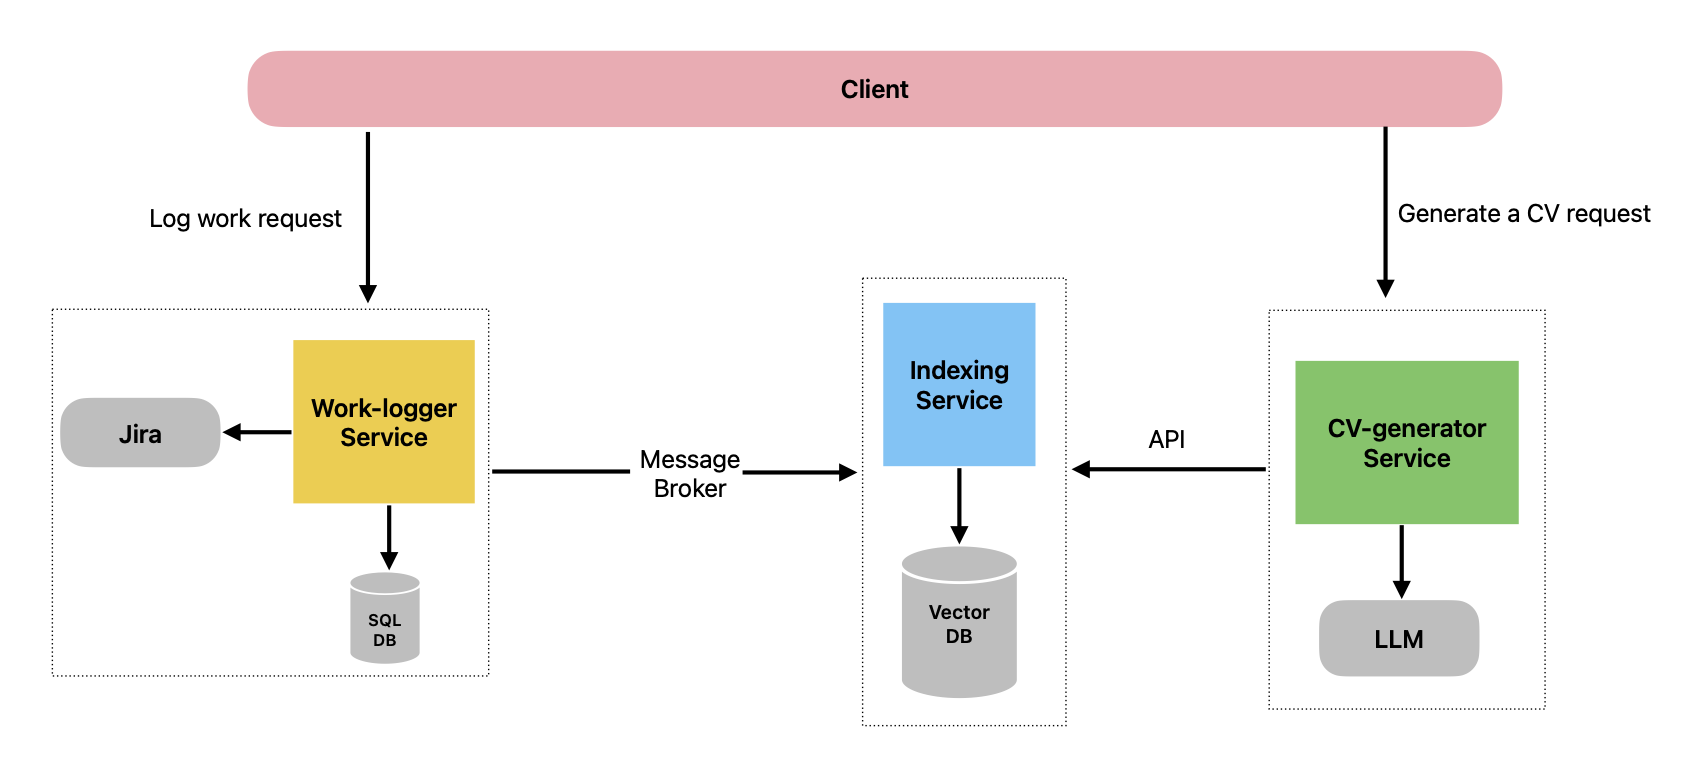 Client
Log work request
Generate a CV request
Jira
Work-logger
Service
SQL
DB
Message
Broker
Indexing
Service
Vector
DB
API
CV-generator
Service
LLM